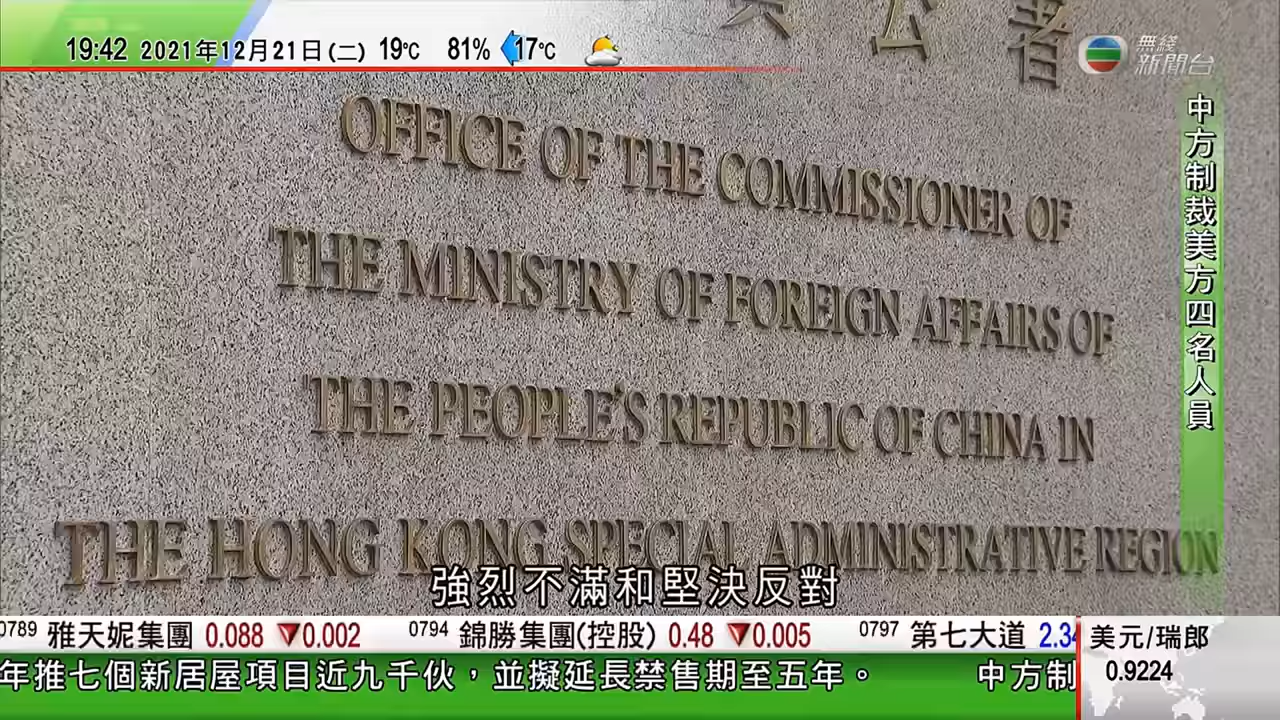 19:42 2021年12月21日(二) 19℃ 81% 17℃
無綫
新聞台
公
者
OFFICE OF THE COMMISSIONER OF
THE MINISTRY OF FOREIGN AFFAIRS OF
THE PEOPLE'S REPUBLIC OF CHINA IN
THE HONG KONG SPECIAL ADMINISTRATIVE REGION
中方制裁美方四名人員
強烈不滿和堅決反對
0789 雅天妮集團 0.088 ▼0.002 0794 錦勝集團(控股) 0.48 ▼0.005 0797 第七大道 2.34
美元/瑞郎
0.9224
年推七個新居屋項目近九千伙，並擬延長禁售期至五年。 中方制